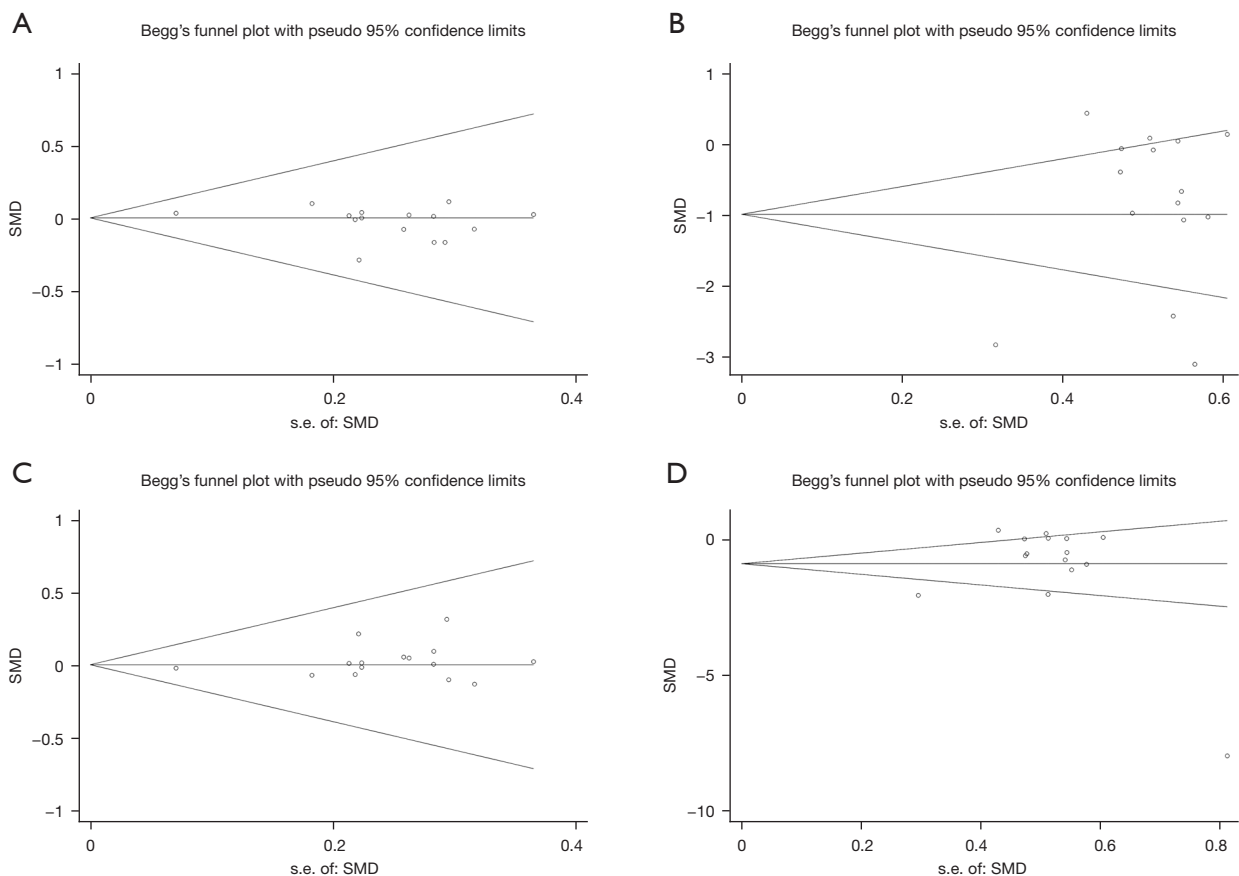 A
Begg's funnel plot with pseudo 95% confidence limits
1
0.5
0
−0.5
−1
SMD
0
0.2
0.4
s.e. of: SMD
B
Begg's funnel plot with pseudo 95% confidence limits
1
0
−1
−2
−3
SMD
0
0.2
0.4
0.6
s.e. of: SMD
C
Begg's funnel plot with pseudo 95% confidence limits
1
0.5
0
−0.5
−1
SMD
0
0.2
0.4
s.e. of: SMD
D
Begg's funnel plot with pseudo 95% confidence limits
0
−5
−10
SMD
0
0.2
0.4
0.6
0.8
s.e. of: SMD